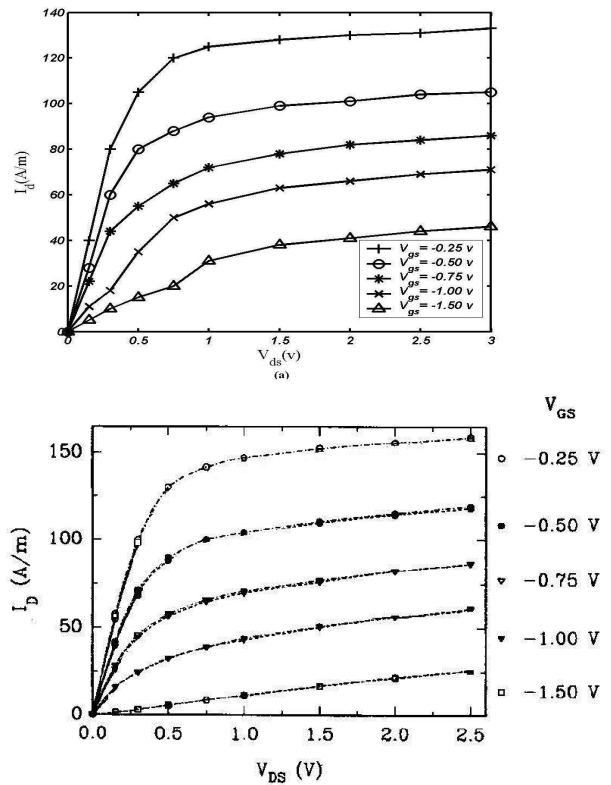 140
120
100
80
60
40
20
0
I_d(A/m)
V_gs=-0.25 v
V_gs=-0.50 v
V_gs=-0.75 v
V_gs=-1.00 v
V_gs=-1.50 v
0 0.5 1 1.5 2 2.5 3
V_ds(v)
(a)
V_GS
150
100
50
0
I_D (A/m)
-0.25 V
-0.50 V
-0.75 V
-1.00 V
-1.50 V
0.0 0.5 1.0 1.5 2.0 2.5
V_DS (V)